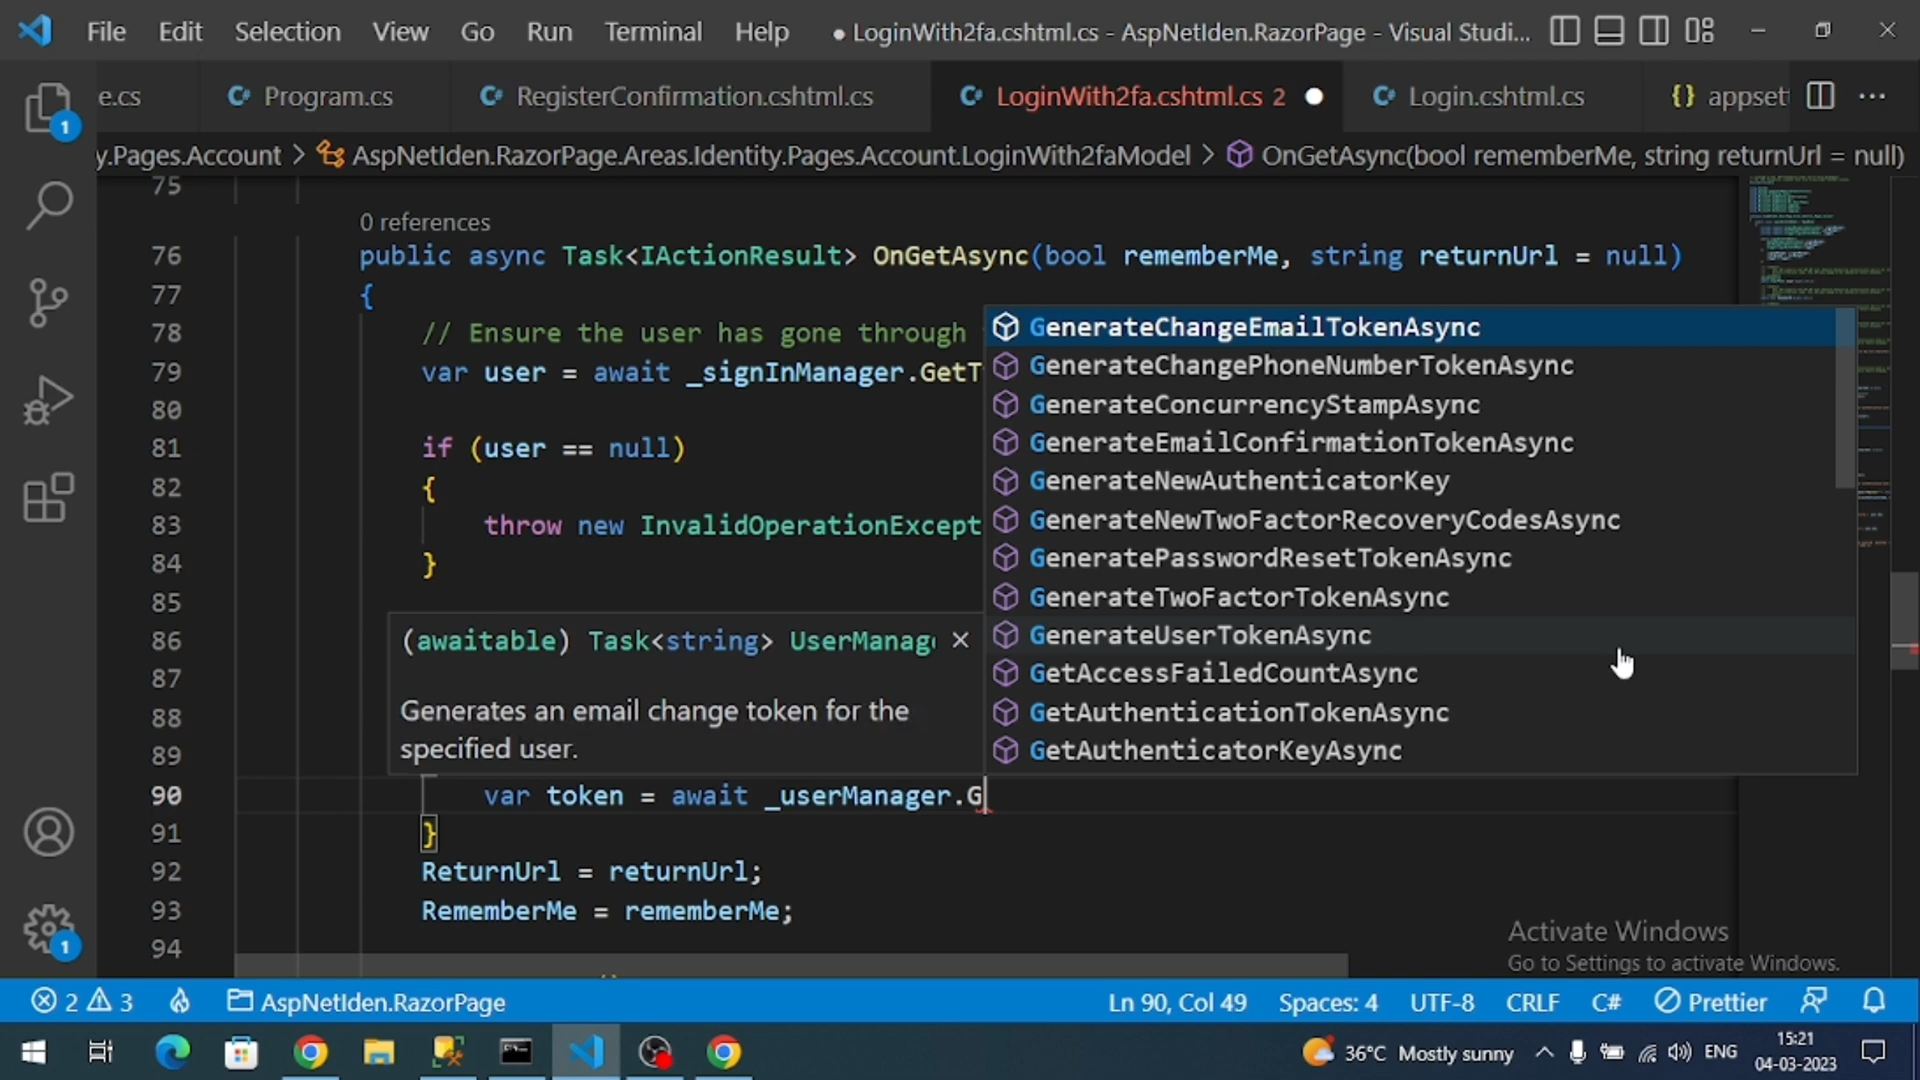 File Edit Selection View Go Run Terminal Help ● LoginWith2fa.cshtml.cs - AspNetIden.RazorPage - Visual Studi...
e.cs Program.cs RegisterConfirmation.cshtml.cs LoginWith2fa.cshtml.cs 2 Login.cshtml.cs {} appset ...
y.Pages.Account > AspNetIden.RazorPage.Areas.Identity.Pages.Account.LoginWith2faModel > OnGetAsync(bool rememberMe, string returnUrl = null)
75
0 references
76 public async Task<IActionResult> OnGetAsync(bool rememberMe, string returnUrl = null)
77 {
78 // Ensure the user has gone through
79 var user = await _signInManager.GetT
80
81 if (user == null)
82 {
83 throw new InvalidOperationExcept
84 }
85
86
87
88
89
90 var token = await _userManager.G
91 }
92 ReturnUrl = returnUrl;
93 RememberMe = rememberMe;
94
GenerateChangeEmailTokenAsync
GenerateChangePhoneNumberTokenAsync
GenerateConcurrencyStampAsync
GenerateEmailConfirmationTokenAsync
GenerateNewAuthenticatorKey
GenerateNewTwoFactorRecoveryCodesAsync
GeneratePasswordResetTokenAsync
GenerateTwoFactorTokenAsync
GenerateUserTokenAsync
GetAccessFailedCountAsync
GetAuthenticationTokenAsync
GetAuthenticatorKeyAsync
(awaitable) Task<string> UserManag
Generates an email change token for the
specified user.
Activate Windows
Go to Settings to activate Windows.
1
1
2 3 AspNetIden.RazorPage Ln 90, Col 49 Spaces: 4 UTF-8 CRLF C# Prettier
36°C Mostly sunny ENG 15:21
04-03-2023